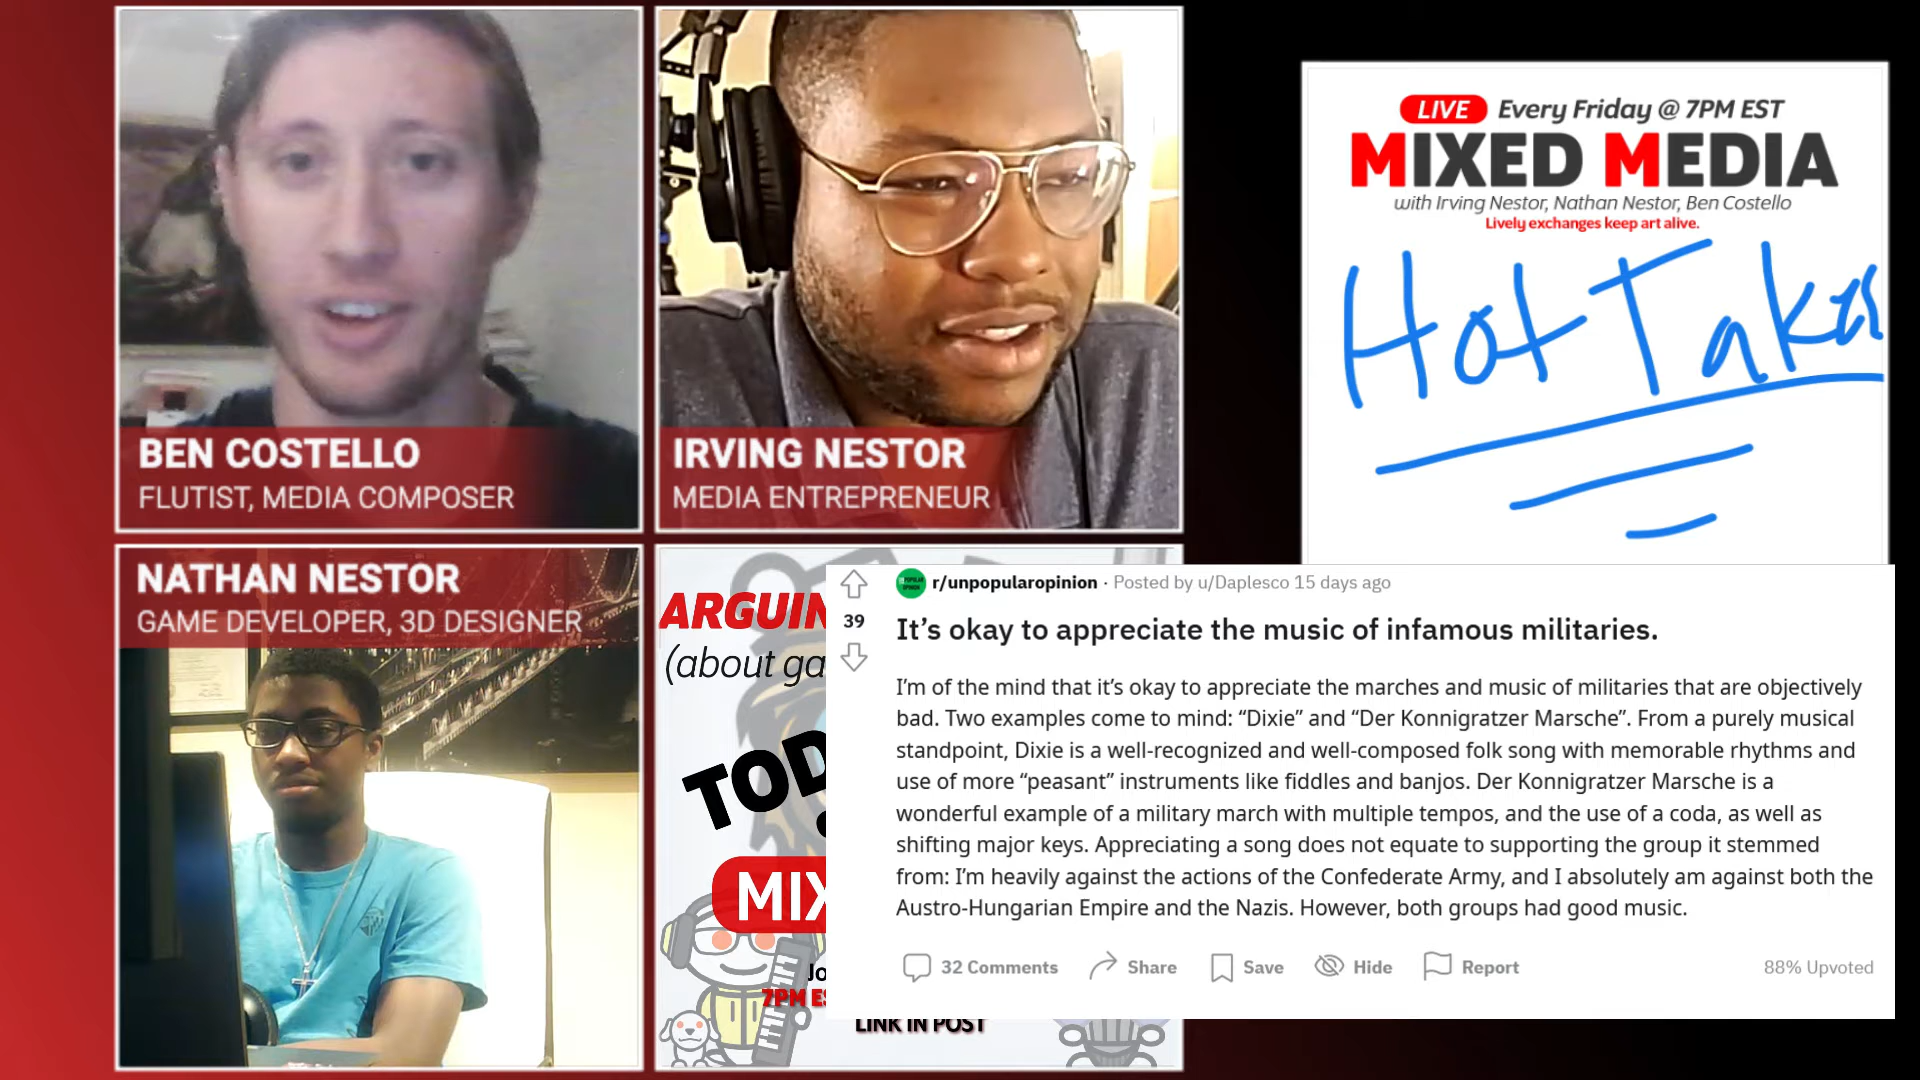 BEN COSTELLO
FLUTIST, MEDIA COMPOSER
IRVING NESTOR
MEDIA ENTREPRENEUR
LIVE Every Friday @ 7PM EST
MIXED MEDIA
with Irving Nestor, Nathan Nestor, Ben Costello
Lively exchanges keep art alive.
Hot Takes
NATHAN NESTOR
GAME DEVELOPER, 3D DESIGNER
LINK IN POST
r/unpopularopinion · Posted by u/Daplesco 15 days ago
39
It's okay to appreciate the music of infamous militaries.
I'm of the mind that it's okay to appreciate the marches and music of militaries that are objectively
bad. Two examples come to mind: “Dixie” and “Der Konnigratzer Marsche”. From a purely musical
standpoint, Dixie is a well-recognized and well-composed folk song with memorable rhythms and
use of more “peasant” instruments like fiddles and banjos. Der Konnigratzer Marsche is a
wonderful example of a military march with multiple tempos, and the use of a coda, as well as
shifting major keys. Appreciating a song does not equate to supporting the group it stemmed
from: I'm heavily against the actions of the Confederate Army, and I absolutely am against both the
Austro-Hungarian Empire and the Nazis. However, both groups had good music.
32 Comments Share Save Hide Report 88% Upvoted